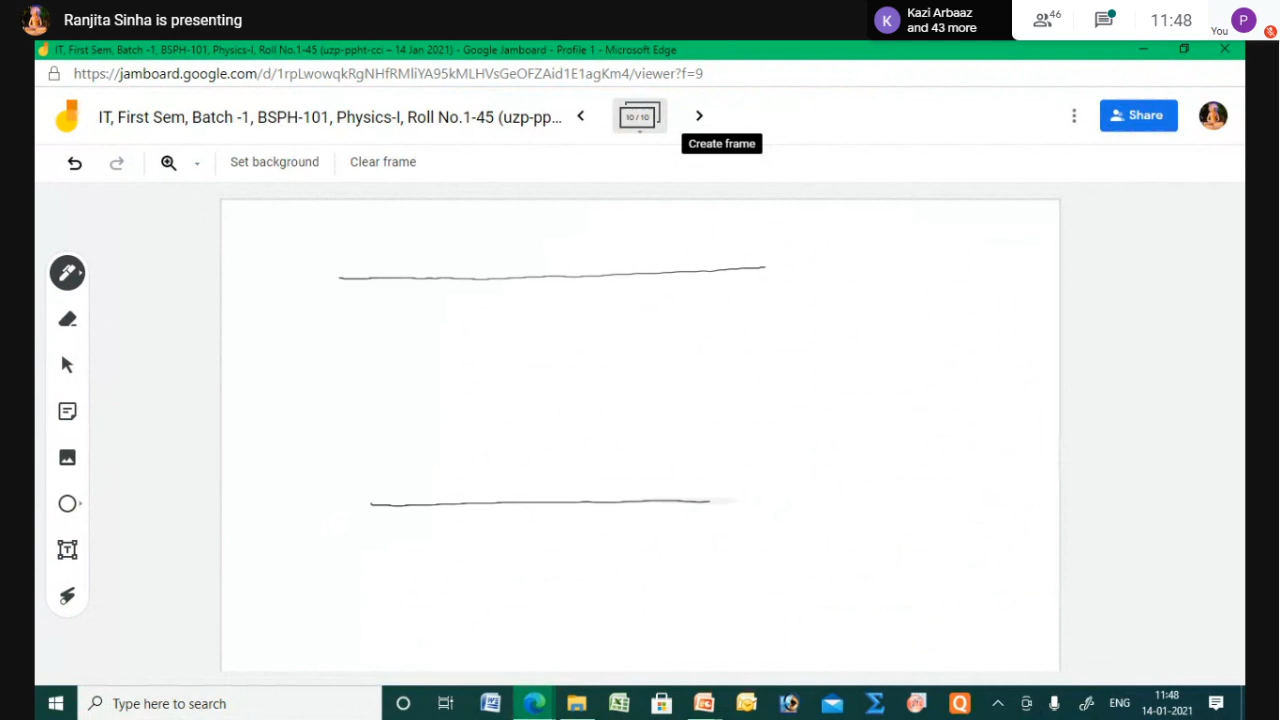 Ranjita Sinha is presenting
K
Kazi Arbaaz
and 43 more
46
11:48
You
P
IT, First Sem, Batch -1, BSPH-101, Physics-I, Roll No.1-45 (uzp-ppht-cci – 14 Jan 2021) - Google Jamboard - Profile 1 - Microsoft Edge
https://jamboard.google.com/d/1rpLwowqkRgNHfRMliYA95kMLHVsGeOFZAid1E1agKm4/viewer?f=9
IT, First Sem, Batch -1, BSPH-101, Physics-I, Roll No.1-45 (uzp-pp...
10 / 10
Share
Create frame
Set background
Clear frame
Type here to search
ENG
11:48
14-01-2021